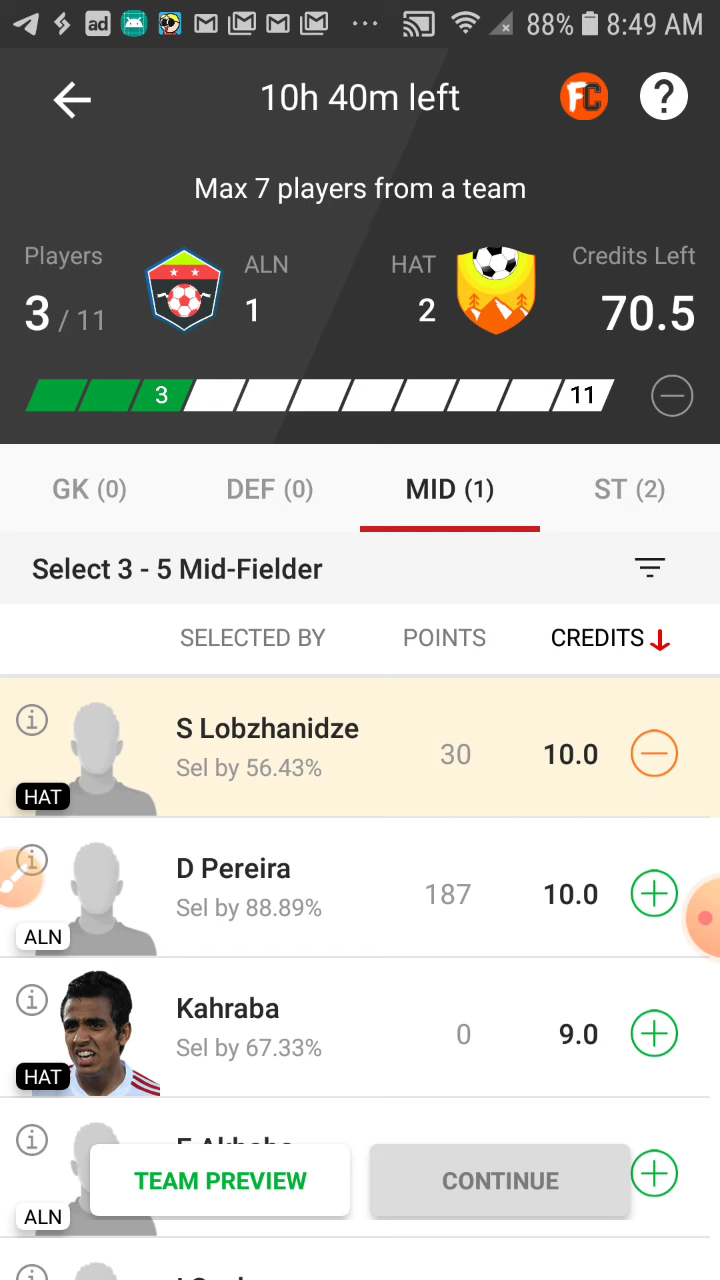 ad
88% 8:49 AM
10h 40m left
FC
?
Max 7 players from a team
Players
3 / 11
ALN
1
HAT
2
Credits Left
70.5
3
11
GK (0)
DEF (0)
MID (1)
ST (2)
Select 3 - 5 Mid-Fielder
SELECTED BY
POINTS
CREDITS
S Lobzhanidze
Sel by 56.43%
30
10.0
HAT
D Pereira
Sel by 88.89%
187
10.0
ALN
Kahraba
Sel by 67.33%
0
9.0
HAT
TEAM PREVIEW
CONTINUE
ALN